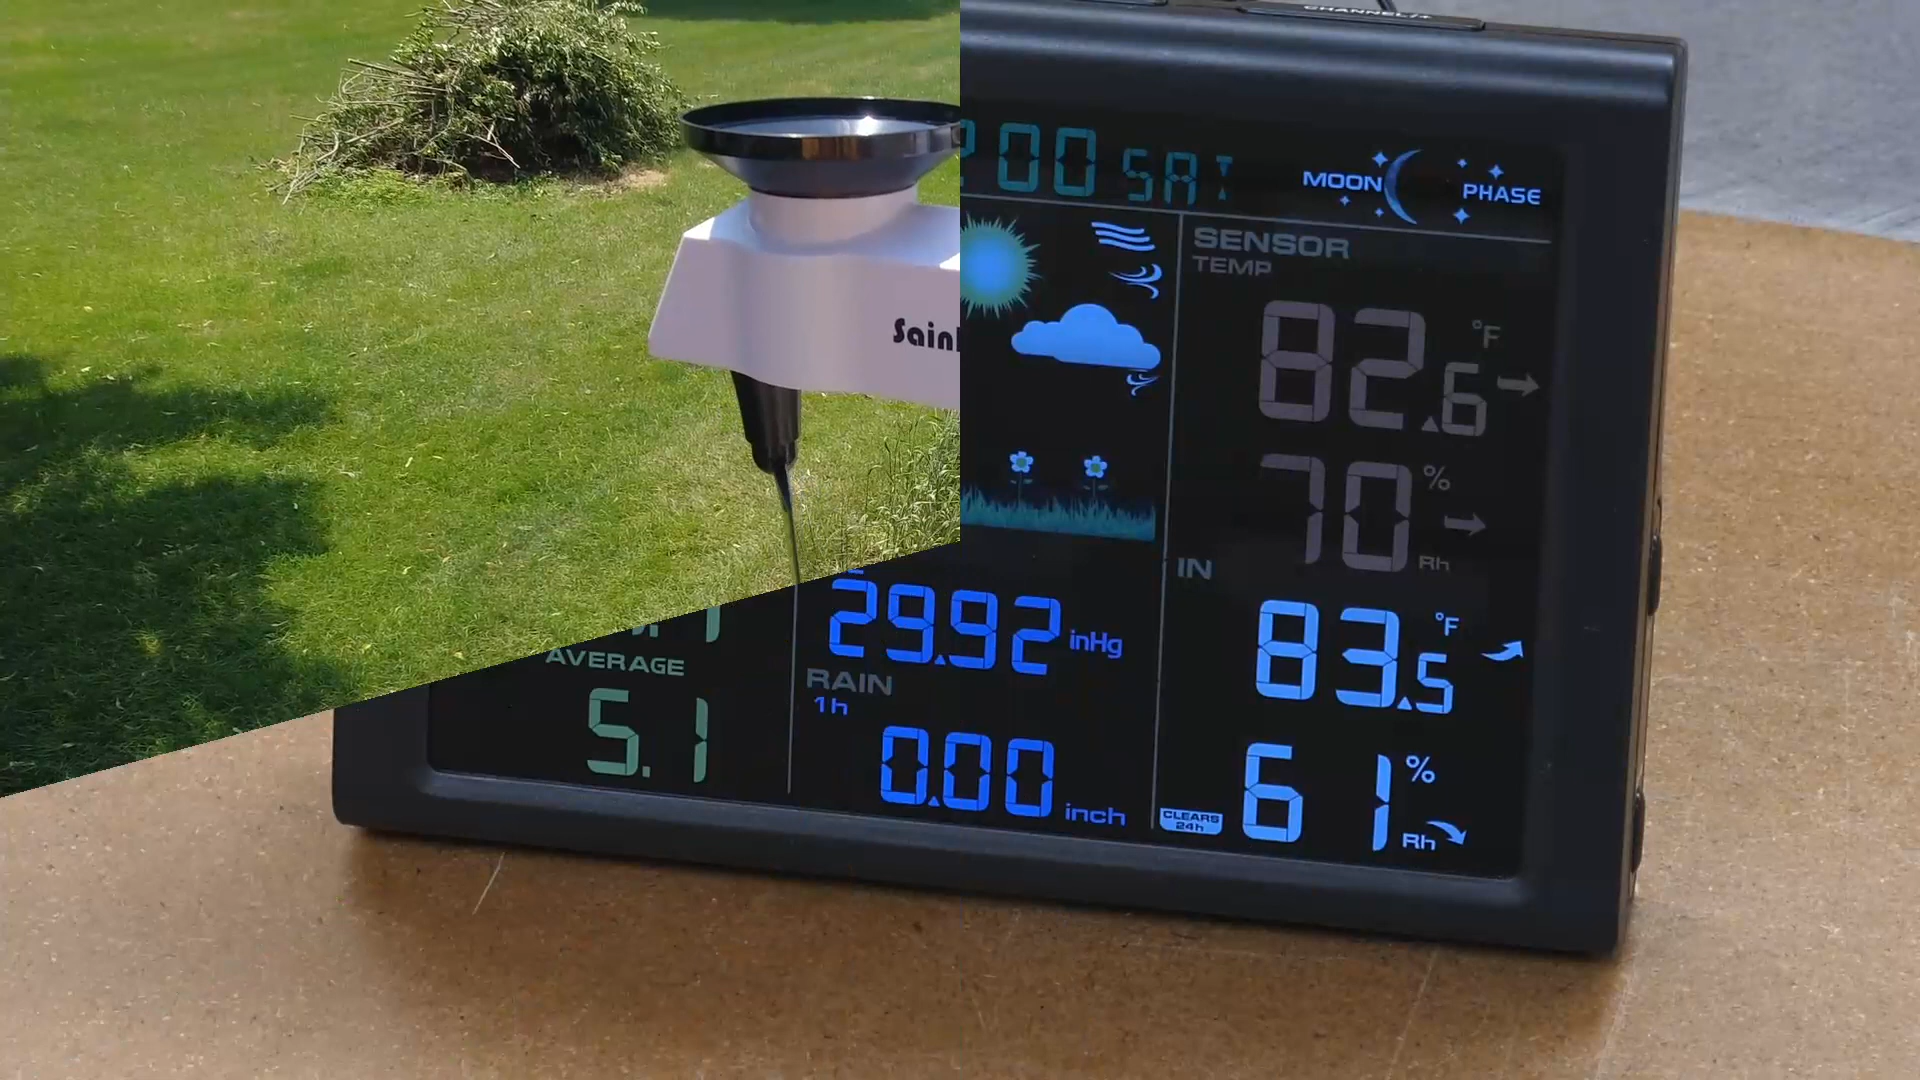 CHANNEL/+
00 SAT
MOON PHASE
SENSOR
TEMP
82.6 °F
70 %
Rh
IN
83.5 °F
61 %
Rh
CLEARS
24h
29.92 inHg
RAIN
1h
0.00 inch
AVERAGE
5.1
Sain